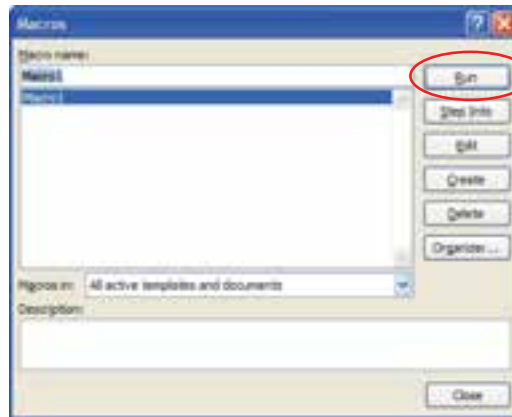 Macros
Macro name:
Macro1
Run
Macro1
Step Into
Edit
Create
Delete
Organizer...
Macros in: All active templates and documents
Description:
Close